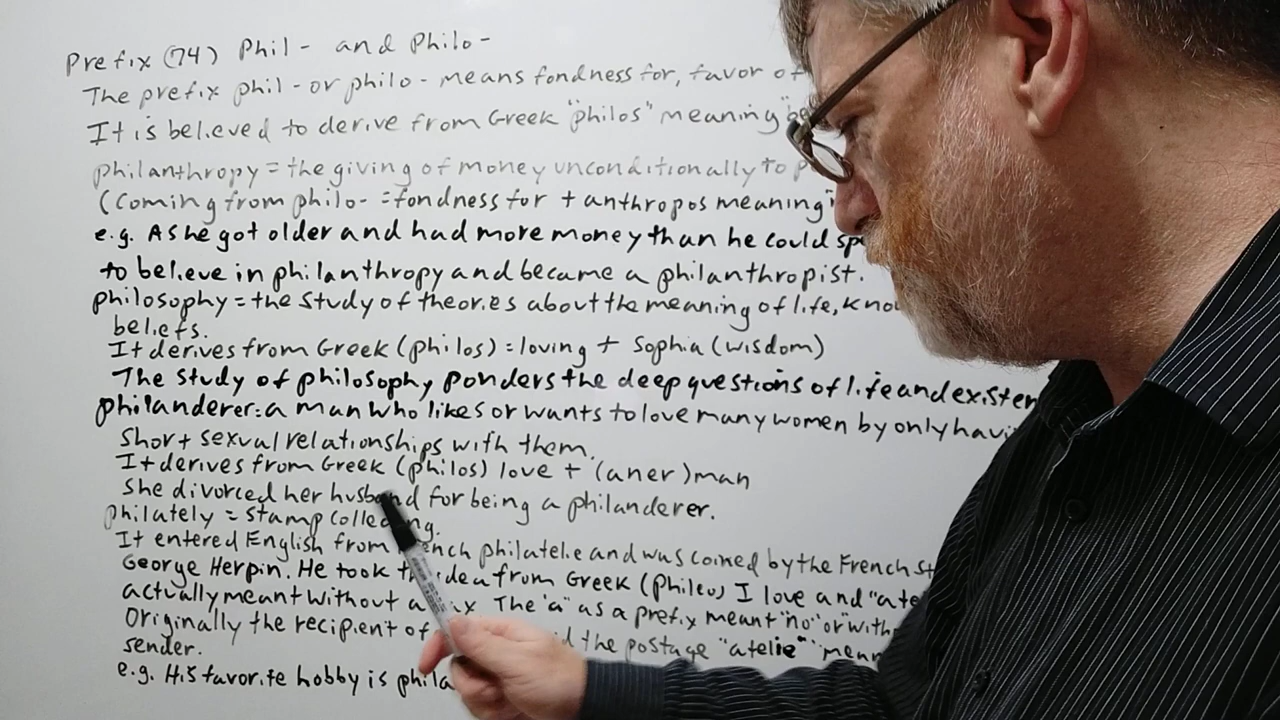 Prefix (74) Phil - and Philo -
The prefix phil - or philo - means fondness for, favor of
It is believed to derive from Greek "philos" meaning
philanthropy = the giving of money unconditionally to
(coming from philo- = fondness for + anthropos meaning
e.g. As he got older and had more money than he could
to believe in philanthropy and became a philanthropist.
philosophy = the study of theories about the meaning of life,
beliefs.
It derives from Greek (philos) = loving + Sophia (wisdom)
The study of philosophy ponders the deep questions of life and
philanderer: a man who likes or wants to love many women by only
short sexual relationships with them.
It derives from Greek (philos) love + (aner) man
She divorced her husband for being a philanderer.
Philately = stamp collecting.
It entered English from philatelie and was coined by the French
George Herpin. He took idea from Greek (Phileo) I love and
actually meant without a The "a" as a prefix meant "no" or
Originally the recipient of the postage "atelie"
sender.
e.g. His favorite hobby is